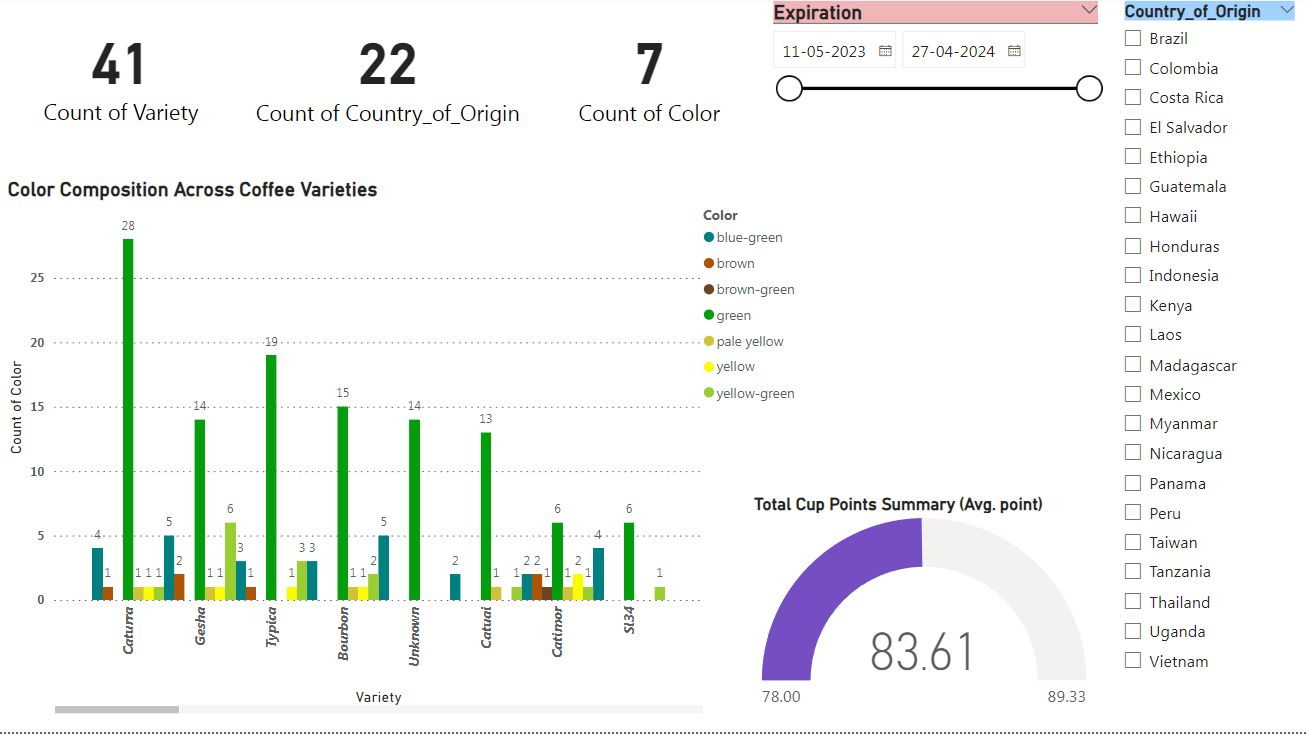 41
Count of Variety
22
Count of Country_of_Origin
7
Count of Color
Expiration
11-05-2023
27-04-2024
Country_of_Origin
Brazil
Colombia
Costa Rica
El Salvador
Ethiopia
Guatemala
Hawaii
Honduras
Indonesia
Kenya
Laos
Madagascar
Mexico
Myanmar
Nicaragua
Panama
Peru
Taiwan
Tanzania
Thailand
Uganda
Vietnam
Color Composition Across Coffee Varieties
Count of Color
25
20
15
10
5
0
4
1
28
1
1
1
5
2
14
1
1
6
3
1
19
1
3
3
15
1
1
2
5
14
2
13
1
1
2
2
1
6
1
2
1
4
6
1
Caturra
Gesha
Typica
Bourbon
Unknown
Catuai
Catimor
Sl34
Variety
Color
blue-green
brown
brown-green
green
pale yellow
yellow
yellow-green
Total Cup Points Summary (Avg. point)
83.61
78.00
89.33